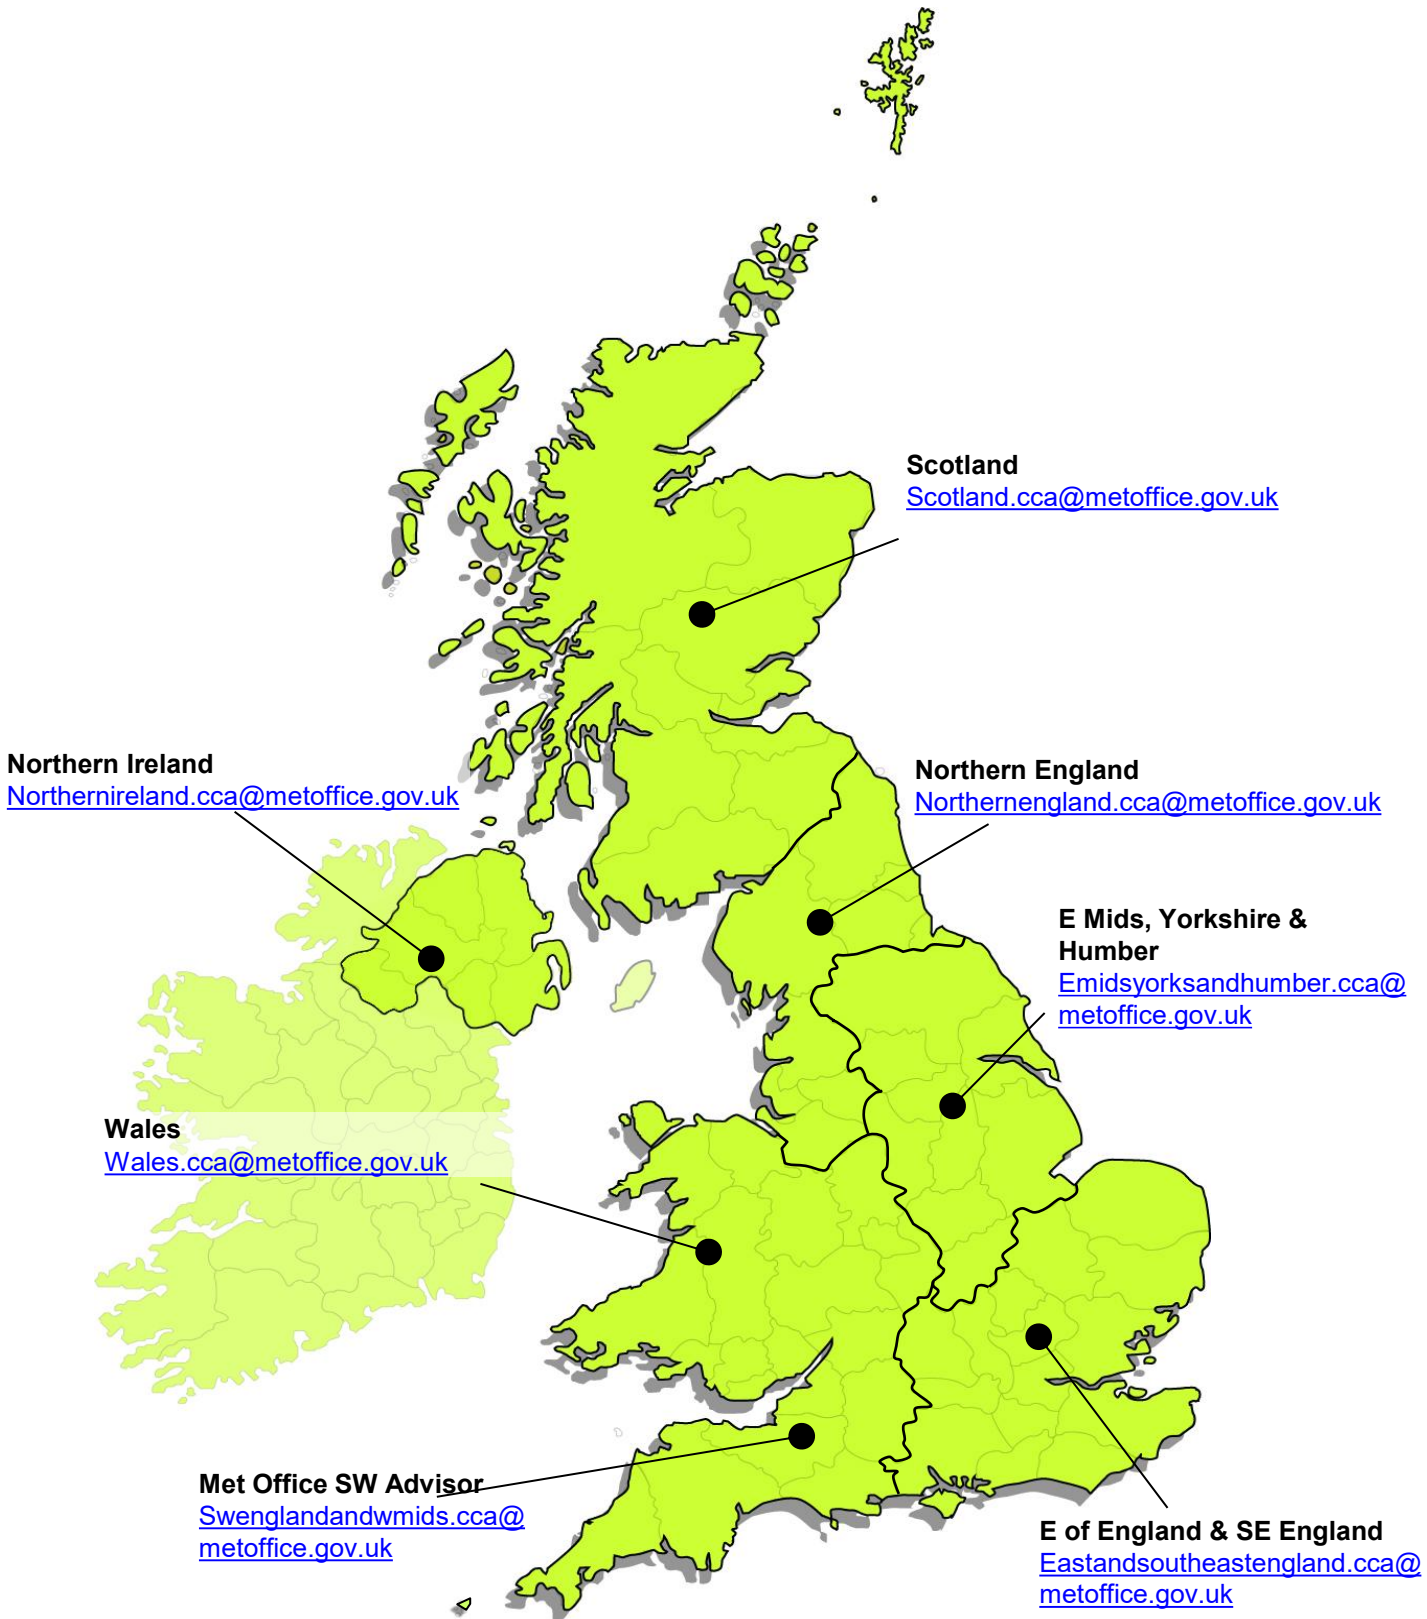 Scotland
Scotland.cca@metoffice.gov.uk
Northern Ireland
Northernireland.cca@metoffice.gov.uk
Northern England
Northernengland.cca@metoffice.gov.uk
E Mids, Yorkshire &
Humber
Emidsyorksandhumber.cca@
metoffice.gov.uk
Wales
Wales.cca@metoffice.gov.uk
Met Office SW Advisor
Swenglandandwmids.cca@
metoffice.gov.uk
E of England & SE England
Eastandsoutheastengland.cca@
metoffice.gov.uk